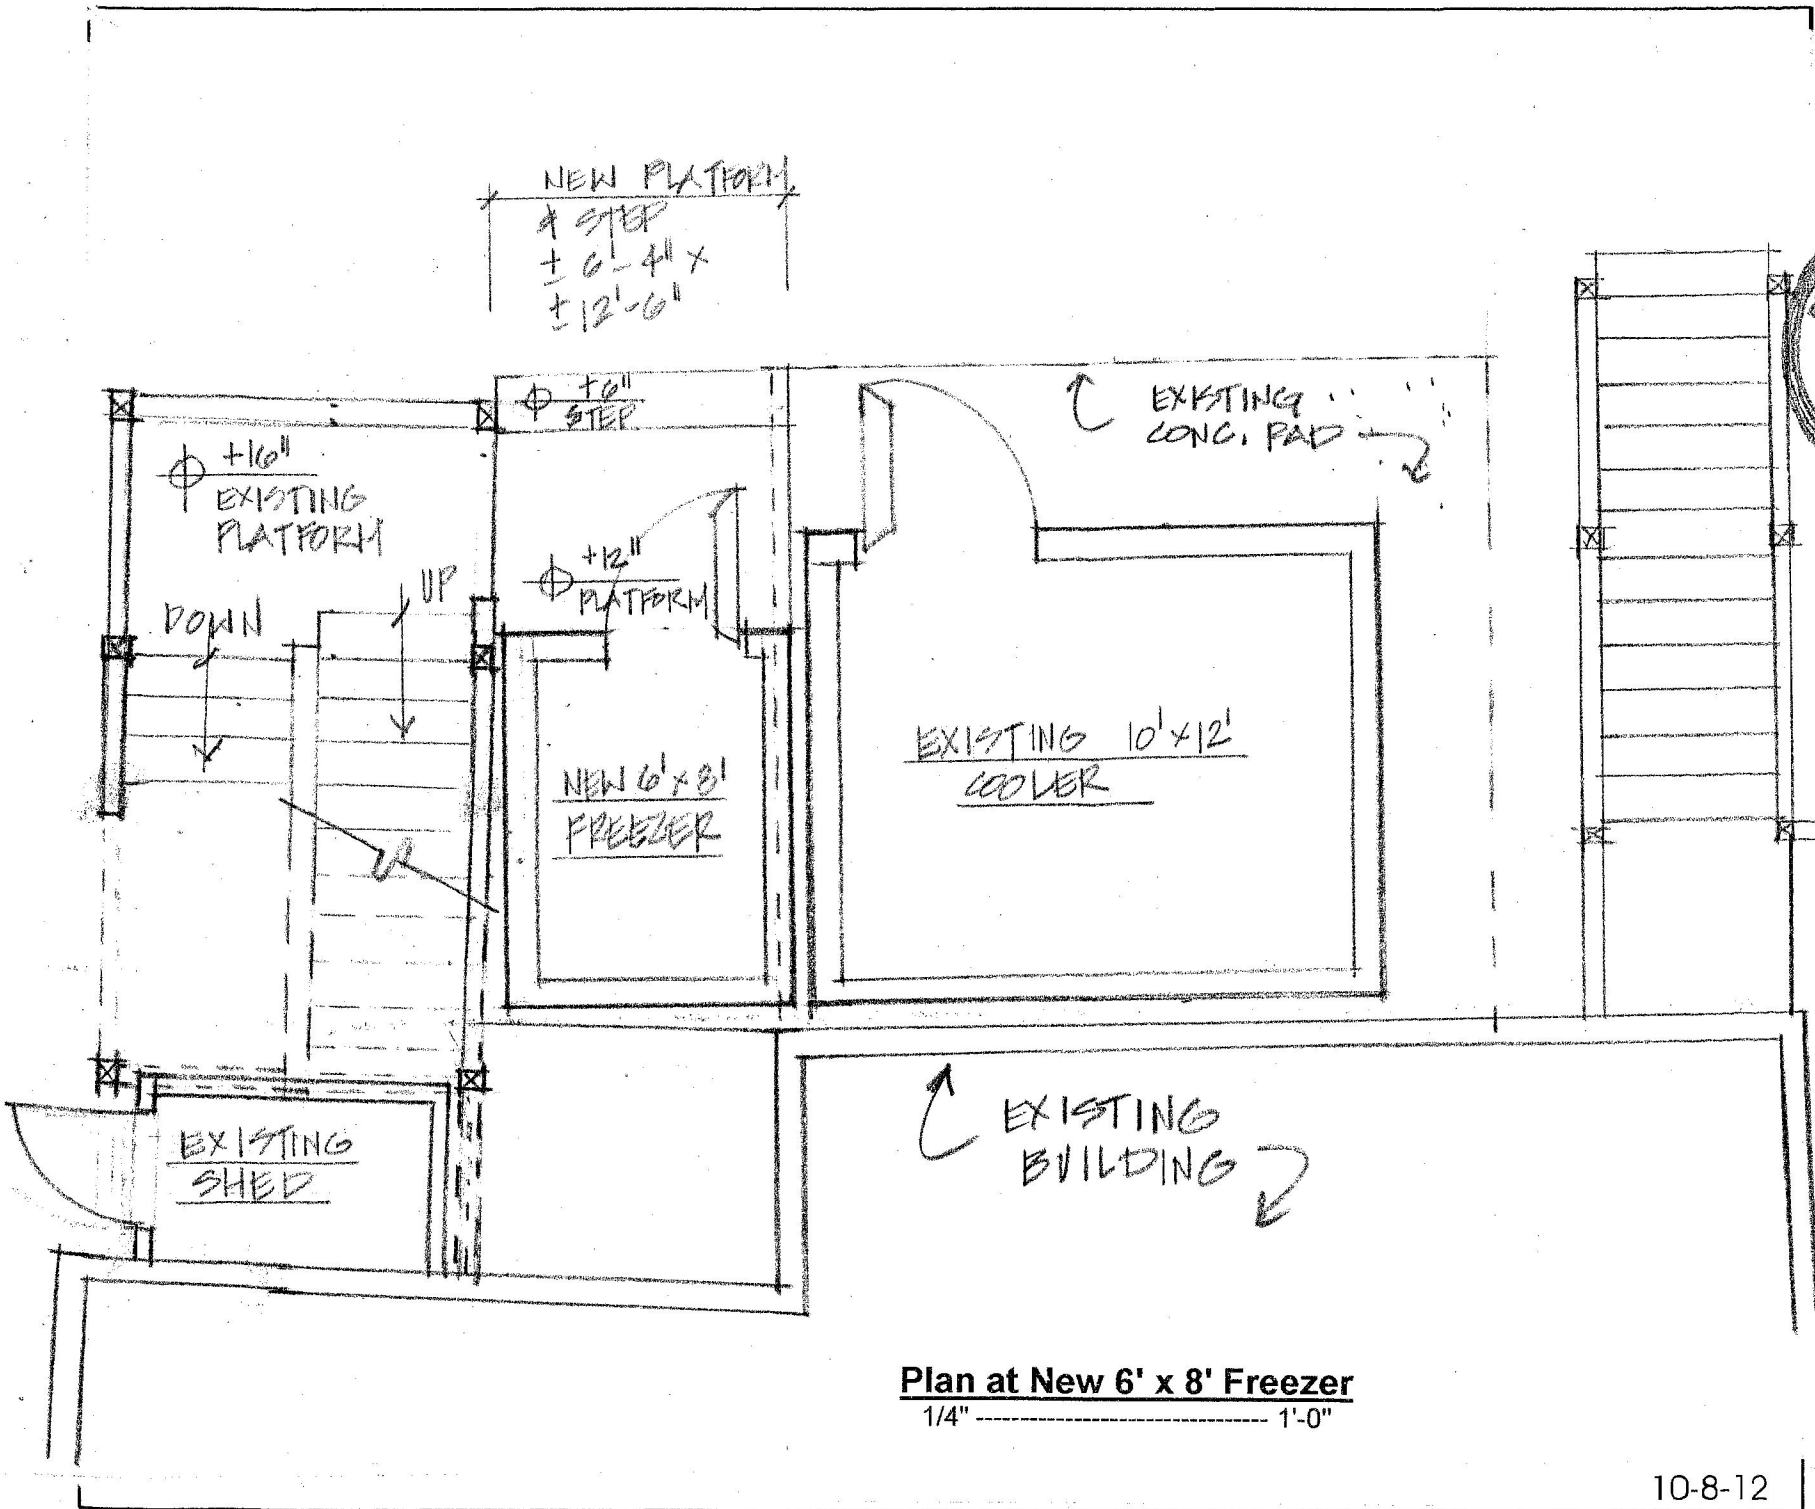 NEW PLATFORM
& STEP
± 6'-4" x
± 12'-6"
+6"
STEP
EXISTING
CONC. PAD
+16"
EXISTING
PLATFORM
+12"
PLATFORM
UP
DOWN
NEW 6' x 8'
FREEZER
EXISTING 10' x 12'
COOLER
EXISTING
SHED
EXISTING
BUILDING
Plan at New 6' x 8' Freezer
1/4" -------------------------------- 1'-0"
10-8-12